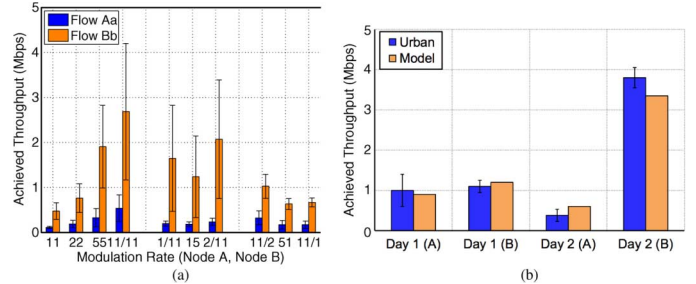 5
4
3
2
1
0
Achieved Throughput (Mbps)
Flow Aa
Flow Bb
11 22 5511/11 1/11 15 2/11 11/2 51 11/1
Modulation Rate (Node A, Node B)
(a)
5
4
3
2
1
0
Achieved Throughput (Mbps)
Urban
Model
Day 1 (A) Day 1 (B) Day 2 (A) Day 2 (B)
(b)